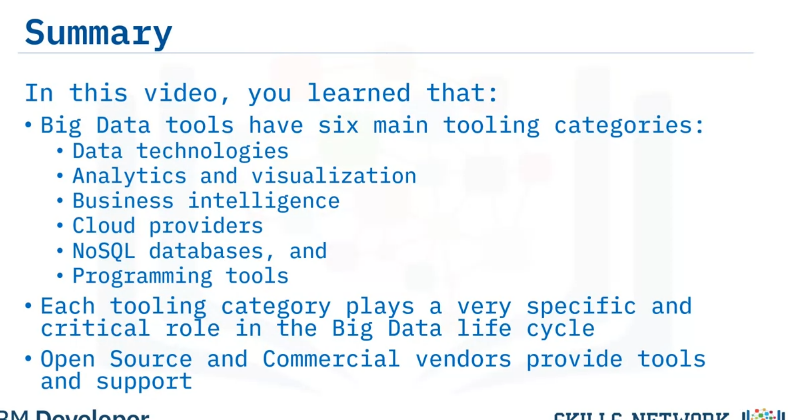 Summary
In this video, you learned that:
• Big Data tools have six main tooling categories:
• Data technologies
• Analytics and visualization
• Business intelligence
• Cloud providers
• NoSQL databases, and
• Programming tools
• Each tooling category plays a very specific and
critical role in the Big Data life cycle
• Open Source and Commercial vendors provide tools
and support
BM Developer
SKILLS NETWORK